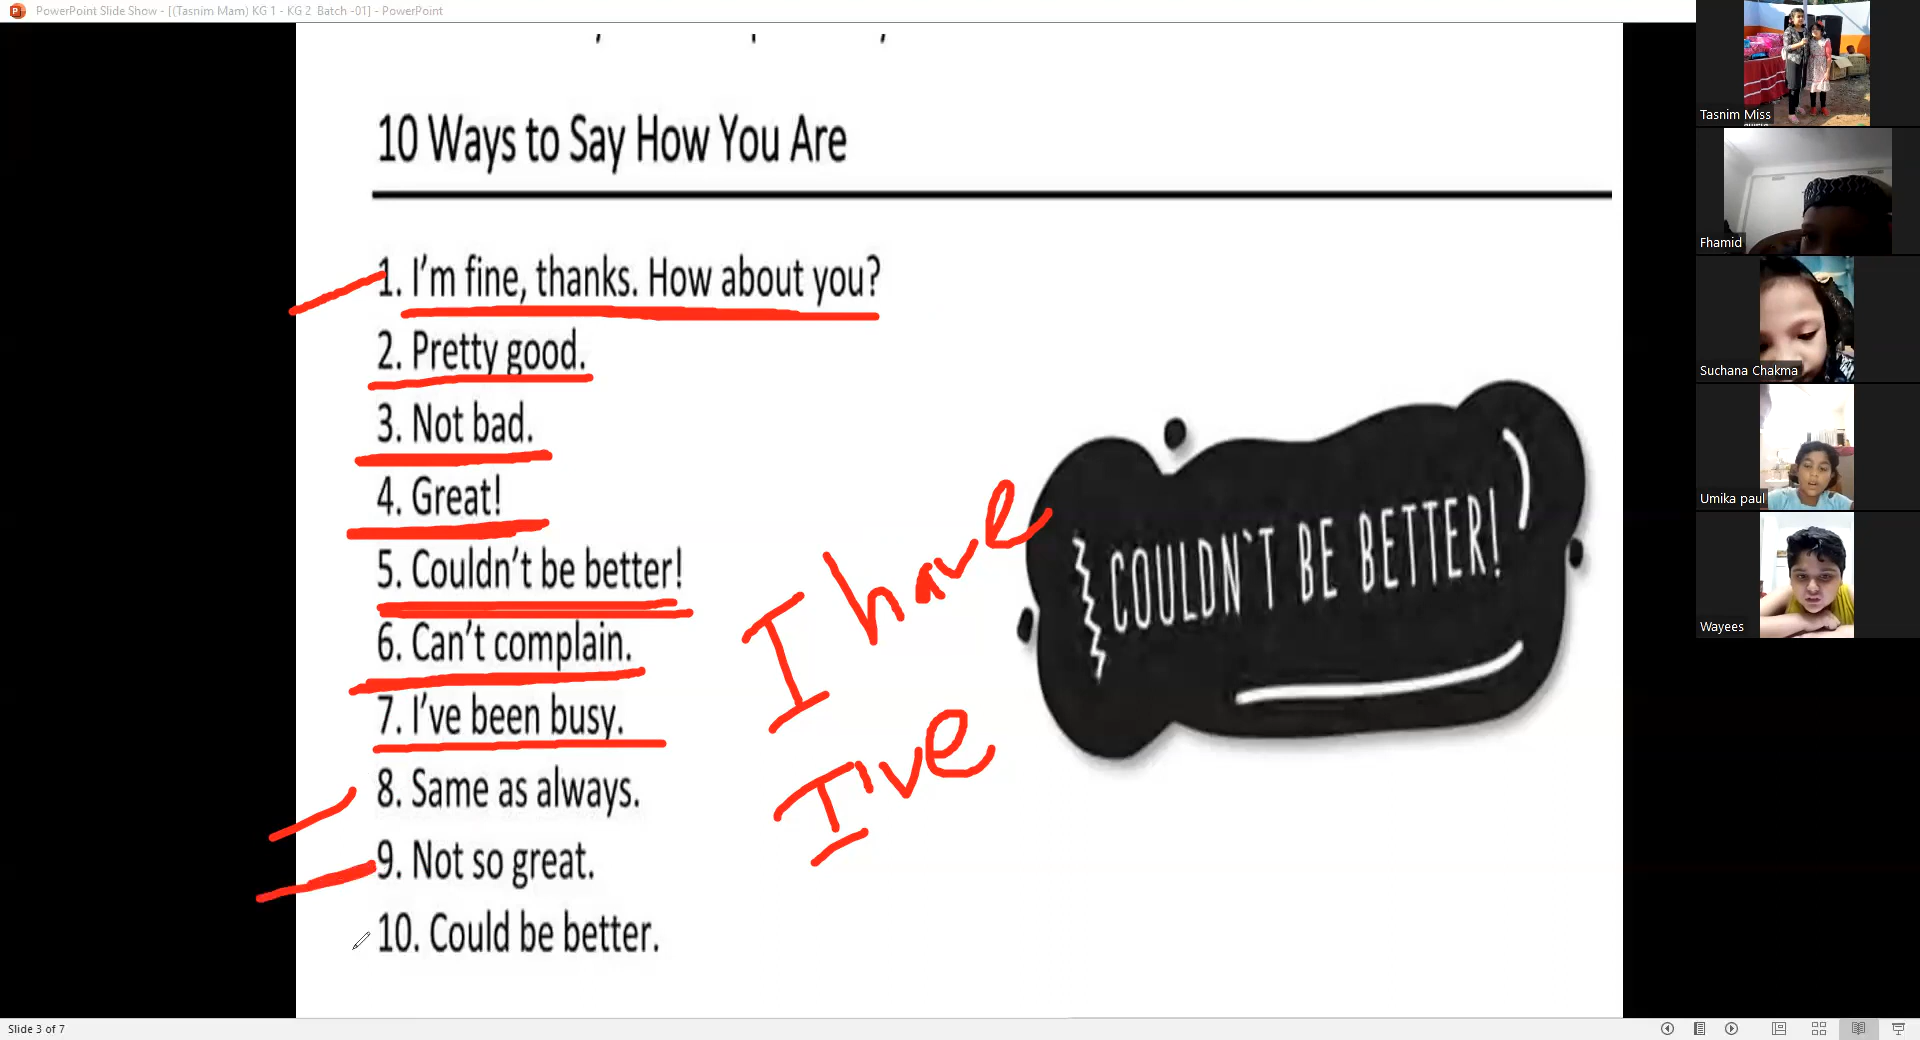 PowerPoint Slide Show - [(Tasnim Mam) KG 1 - KG 2 Batch -01] - PowerPoint
10 Ways to Say How You Are
1. I'm fine, thanks. How about you?
2. Pretty good.
3. Not bad.
4. Great!
5. Couldn't be better!
6. Can't complain.
7. I've been busy.
8. Same as always.
9. Not so great.
10. Could be better.
I have
I've
COULDN`T BE BETTER!
Tasnim Miss
Fhamid
Suchana Chakma
Umika paul
Wayees
Slide 3 of 7